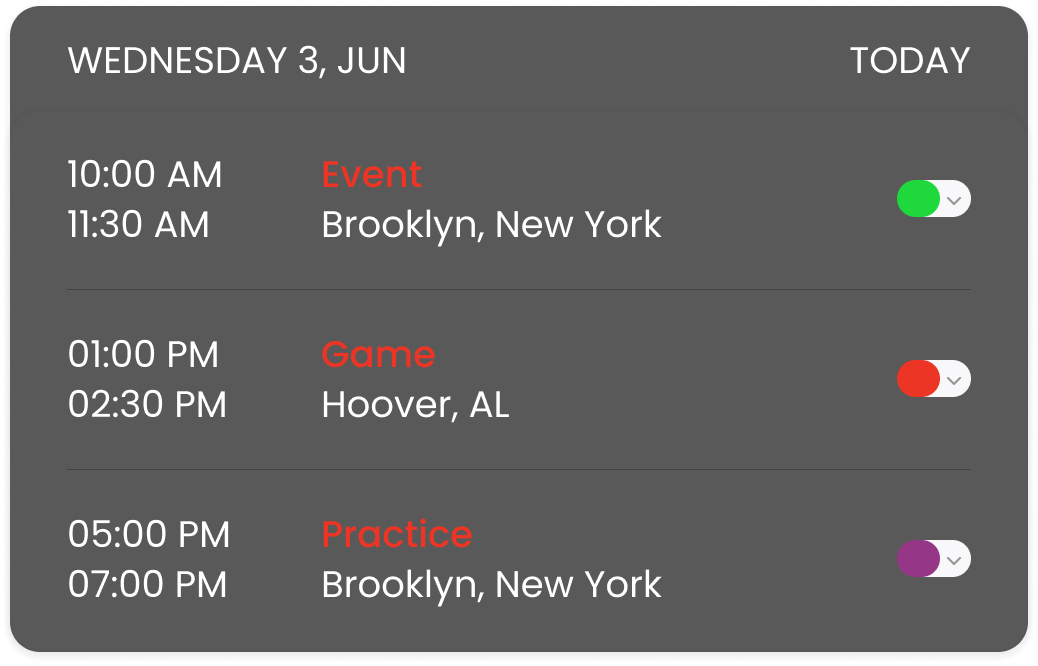 WEDNESDAY 3, JUN TODAY
10:00 AM Event
11:30 AM Brooklyn, New York
01:00 PM Game
02:30 PM Hoover, AL
05:00 PM Practice
07:00 PM Brooklyn, New York